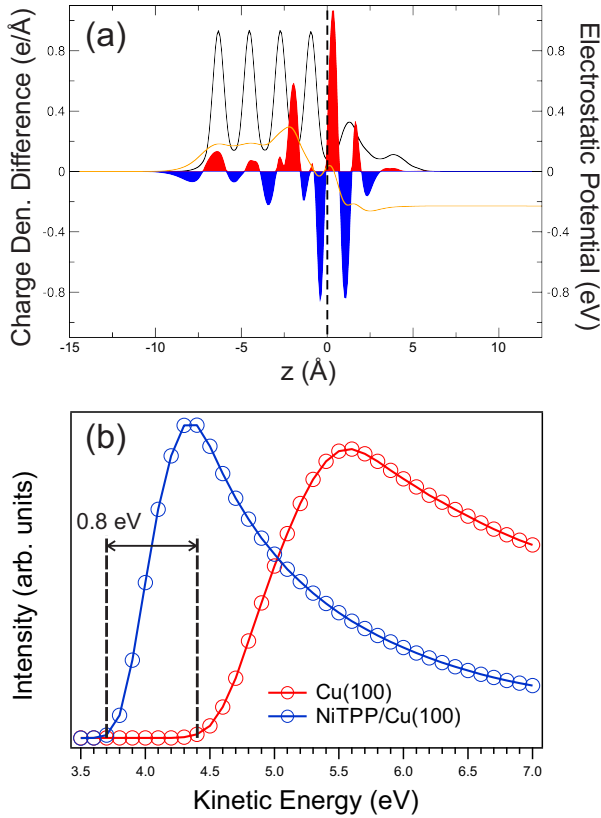 (a)
Charge Den. Difference (e/Å)
Electrostatic Potential (eV)
0.8
0.4
0
-0.4
-0.8
0.8
0.4
0
-0.4
-0.8
-15 -10 -5 0 5 10
z (Å)
(b)
0.8 eV
Intensity (arb. units)
Cu(100)
NiTPP/Cu(100)
3.5 4.0 4.5 5.0 5.5 6.0 6.5 7.0
Kinetic Energy (eV)